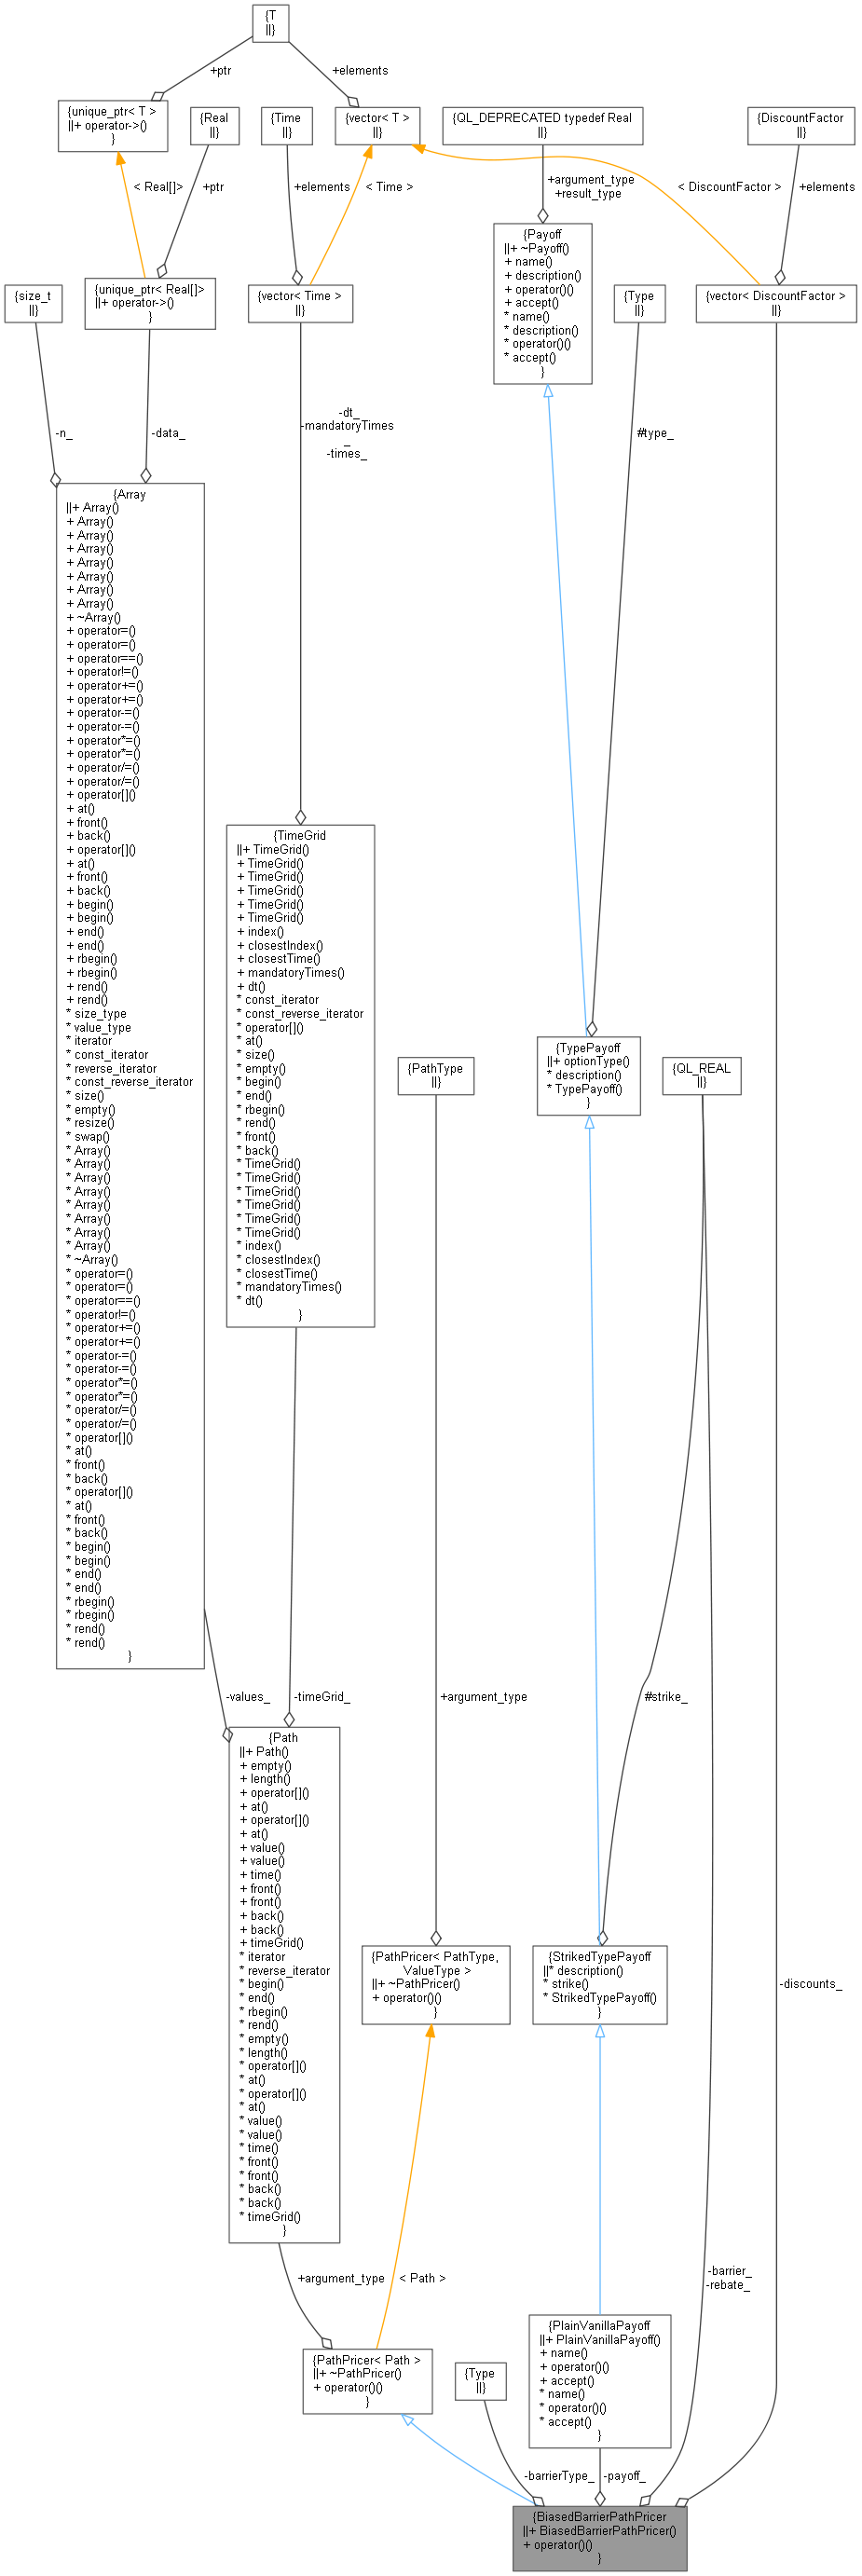 {T
||}
+ptr
+elements
{unique_ptr< T >
||+ operator->()
}
{Real
||}
{Time
||}
{vector< T >
||}
{QL_DEPRECATED typedef Real
||}
{DiscountFactor
||}
< Real[]>
+ptr
+elements
< Time >
+argument_type
+result_type
< DiscountFactor >
+elements
{size_t
||}
{unique_ptr< Real[]>
||+ operator->()
}
{vector< Time >
||}
{Payoff
||+ ~Payoff()
+ name()
+ description()
+ operator()()
+ accept()
* name()
* description()
* operator()()
* accept()
}
{Type
||}
{vector< DiscountFactor >
||}
-n_
-data_
-dt_
-mandatoryTimes
_
-times_
#type_
{Array
||+ Array()
+ Array()
+ Array()
+ Array()
+ Array()
+ Array()
+ Array()
+ Array()
+ ~Array()
+ operator=()
+ operator=()
+ operator==()
+ operator!=()
+ operator+=()
+ operator+=()
+ operator-=()
+ operator-=()
+ operator*=()
+ operator*=()
+ operator/=()
+ operator/=()
+ operator[]()
+ at()
+ front()
+ back()
+ operator[]()
+ at()
+ front()
+ back()
+ begin()
+ begin()
+ end()
+ end()
+ rbegin()
+ rbegin()
+ rend()
+ rend()
* size_type
* value_type
* iterator
* const_iterator
* reverse_iterator
* const_reverse_iterator
* size()
* empty()
* resize()
* swap()
* Array()
* Array()
* Array()
* Array()
* Array()
* Array()
* Array()
* Array()
* ~Array()
* operator=()
* operator=()
* operator==()
* operator!=()
* operator+=()
* operator+=()
* operator-=()
* operator-=()
* operator*=()
* operator*=()
* operator/=()
* operator/=()
* operator[]()
* at()
* front()
* back()
* operator[]()
* at()
* front()
* back()
* begin()
* begin()
* end()
* end()
* rbegin()
* rbegin()
* rend()
* rend()
}
{TimeGrid
||+ TimeGrid()
+ TimeGrid()
+ TimeGrid()
+ TimeGrid()
+ TimeGrid()
+ TimeGrid()
+ index()
+ closestIndex()
+ closestTime()
+ mandatoryTimes()
+ dt()
* const_iterator
* const_reverse_iterator
* operator[]()
* at()
* size()
* empty()
* begin()
* end()
* rbegin()
* rend()
* front()
* back()
* TimeGrid()
* TimeGrid()
* TimeGrid()
* TimeGrid()
* TimeGrid()
* TimeGrid()
* index()
* closestIndex()
* closestTime()
* mandatoryTimes()
* dt()
}
{PathType
||}
{TypePayoff
||+ optionType()
* description()
* TypePayoff()
}
{QL_REAL
||}
-values_
-timeGrid_
+argument_type
#strike_
{Path
||+ Path()
+ empty()
+ length()
+ operator[]()
+ at()
+ operator[]()
+ at()
+ value()
+ value()
+ time()
+ front()
+ front()
+ back()
+ back()
+ timeGrid()
* iterator
* reverse_iterator
* begin()
* end()
* rbegin()
* rend()
* empty()
* length()
* operator[]()
* at()
* operator[]()
* at()
* value()
* value()
* time()
* front()
* front()
* back()
* back()
* timeGrid()
}
{PathPricer< PathType,
ValueType >
||+ ~PathPricer()
+ operator()()
}
{StrikedTypePayoff
||* description()
* strike()
* StrikedTypePayoff()
}
-discounts_
+argument_type
< Path >
-barrier_
-rebate_
{PathPricer< Path >
||+ ~PathPricer()
+ operator()()
}
{Type
||}
{PlainVanillaPayoff
||+ PlainVanillaPayoff()
+ name()
+ operator()()
+ accept()
* name()
* operator()()
* accept()
}
-barrierType_
-payoff_
{BiasedBarrierPathPricer
||+ BiasedBarrierPathPricer()
+ operator()()
}